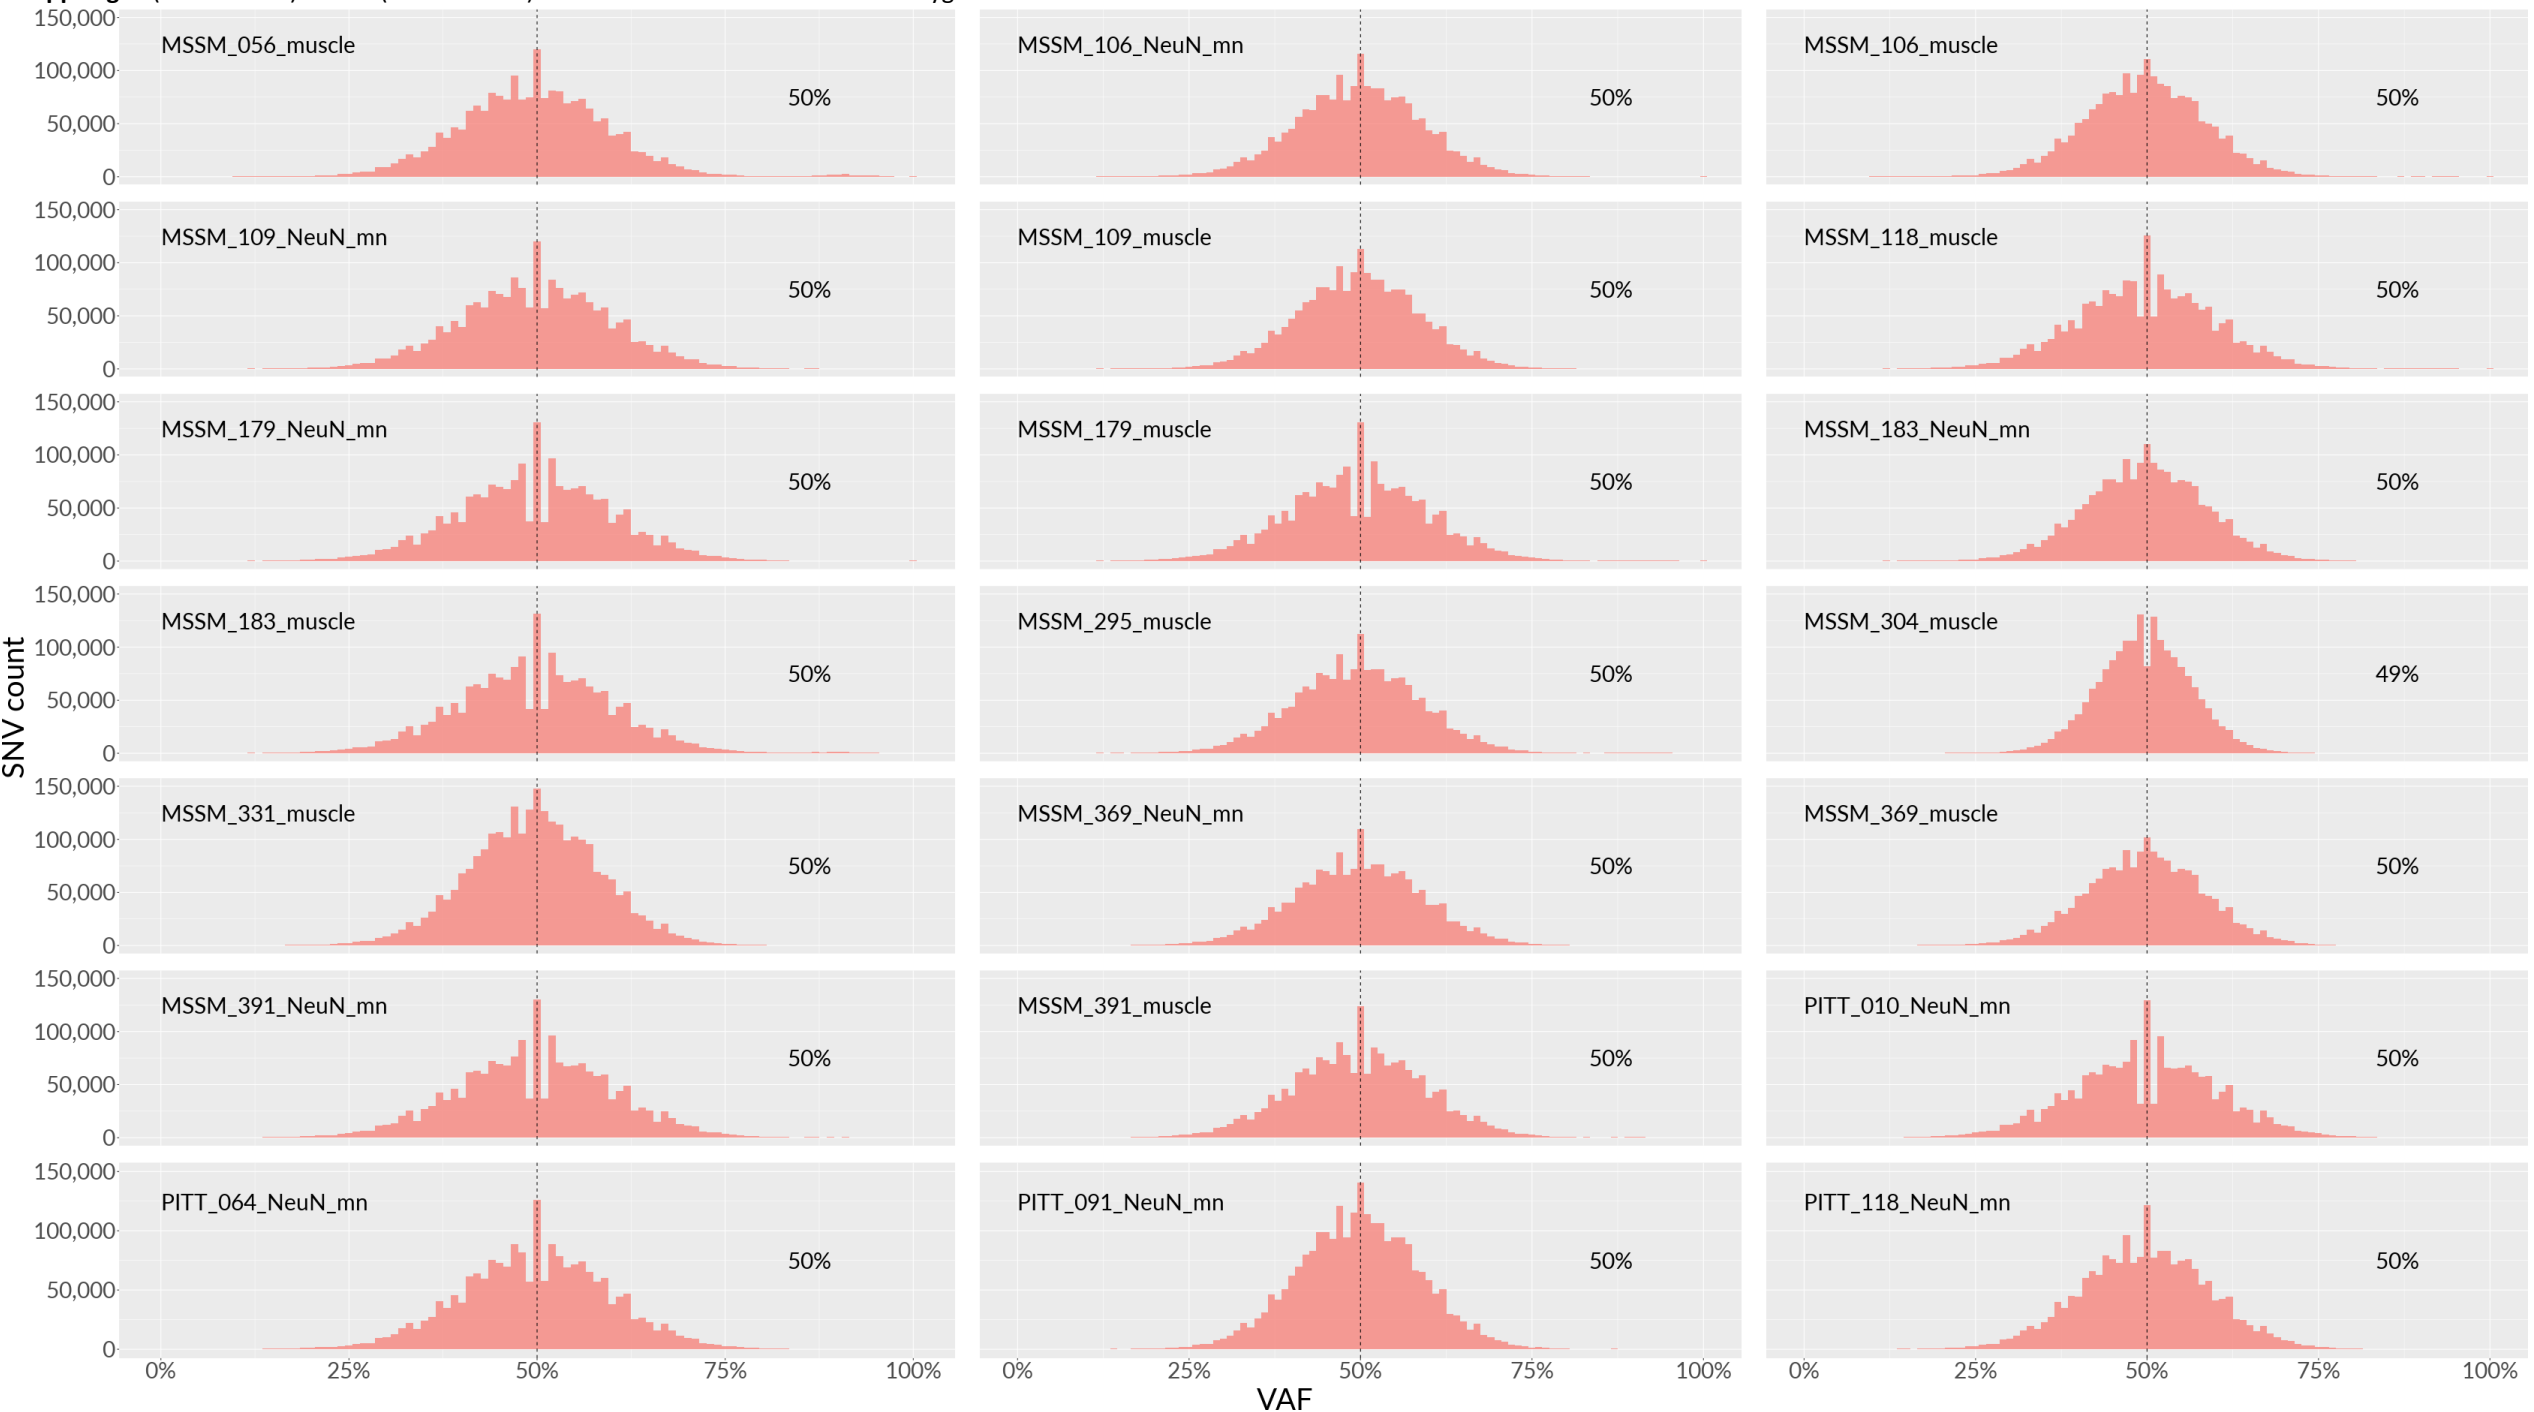 150,000
100,000
50,000
0
MSSM_056_muscle
50%
MSSM_106_NeuN_mn
50%
MSSM_106_muscle
50%
150,000
100,000
50,000
0
MSSM_109_NeuN_mn
50%
MSSM_109_muscle
50%
MSSM_118_muscle
50%
150,000
100,000
50,000
0
MSSM_179_NeuN_mn
50%
MSSM_179_muscle
50%
MSSM_183_NeuN_mn
50%
SNV count
150,000
100,000
50,000
0
MSSM_183_muscle
50%
MSSM_295_muscle
50%
MSSM_304_muscle
49%
150,000
100,000
50,000
0
MSSM_331_muscle
50%
MSSM_369_NeuN_mn
50%
MSSM_369_muscle
50%
150,000
100,000
50,000
0
MSSM_391_NeuN_mn
50%
MSSM_391_muscle
50%
PITT_010_NeuN_mn
50%
150,000
100,000
50,000
0
PITT_064_NeuN_mn
50%
PITT_091_NeuN_mn
50%
PITT_118_NeuN_mn
50%
0% 25% 50% 75% 100% 0% 25% 50% 75% 100% 0% 25% 50% 75% 100%
VAF